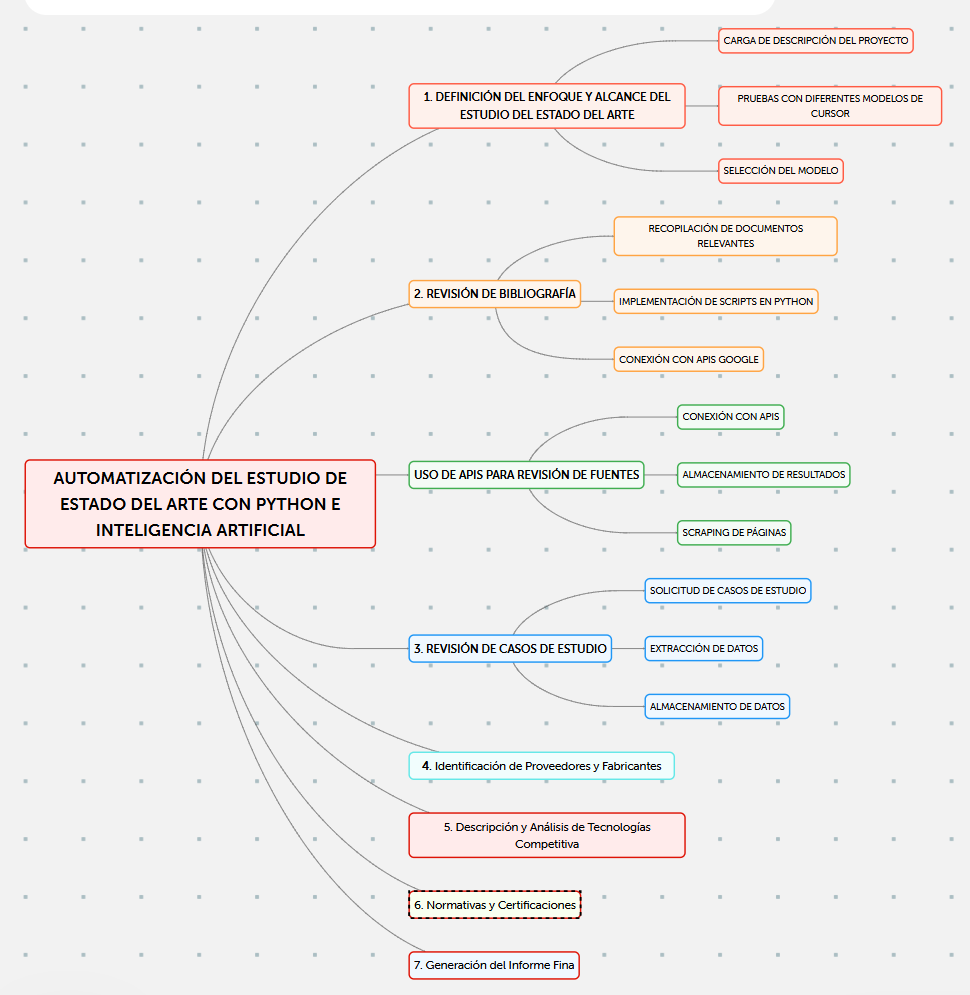 AUTOMATIZACIÓN DEL ESTUDIO DE
ESTADO DEL ARTE CON PYTHON E
INTELIGENCIA ARTIFICIAL
1. DEFINICIÓN DEL ENFOQUE Y ALCANCE DEL
ESTUDIO DEL ESTADO DEL ARTE
CARGA DE DESCRIPCIÓN DEL PROYECTO
PRUEBAS CON DIFERENTES MODELOS DE
CURSOR
SELECCIÓN DEL MODELO
2. REVISIÓN DE BIBLIOGRAFÍA
RECOPILACIÓN DE DOCUMENTOS
RELEVANTES
IMPLEMENTACIÓN DE SCRIPTS EN PYTHON
CONEXIÓN CON APIS GOOGLE
USO DE APIS PARA REVISIÓN DE FUENTES
CONEXIÓN CON APIS
ALMACENAMIENTO DE RESULTADOS
SCRAPING DE PÁGINAS
3. REVISIÓN DE CASOS DE ESTUDIO
SOLICITUD DE CASOS DE ESTUDIO
EXTRACCIÓN DE DATOS
ALMACENAMIENTO DE DATOS
4. Identificación de Proveedores y Fabricantes
5. Descripción y Análisis de Tecnologías
Competitiva
6. Normativas y Certificaciones
7. Generación del Informe Fina